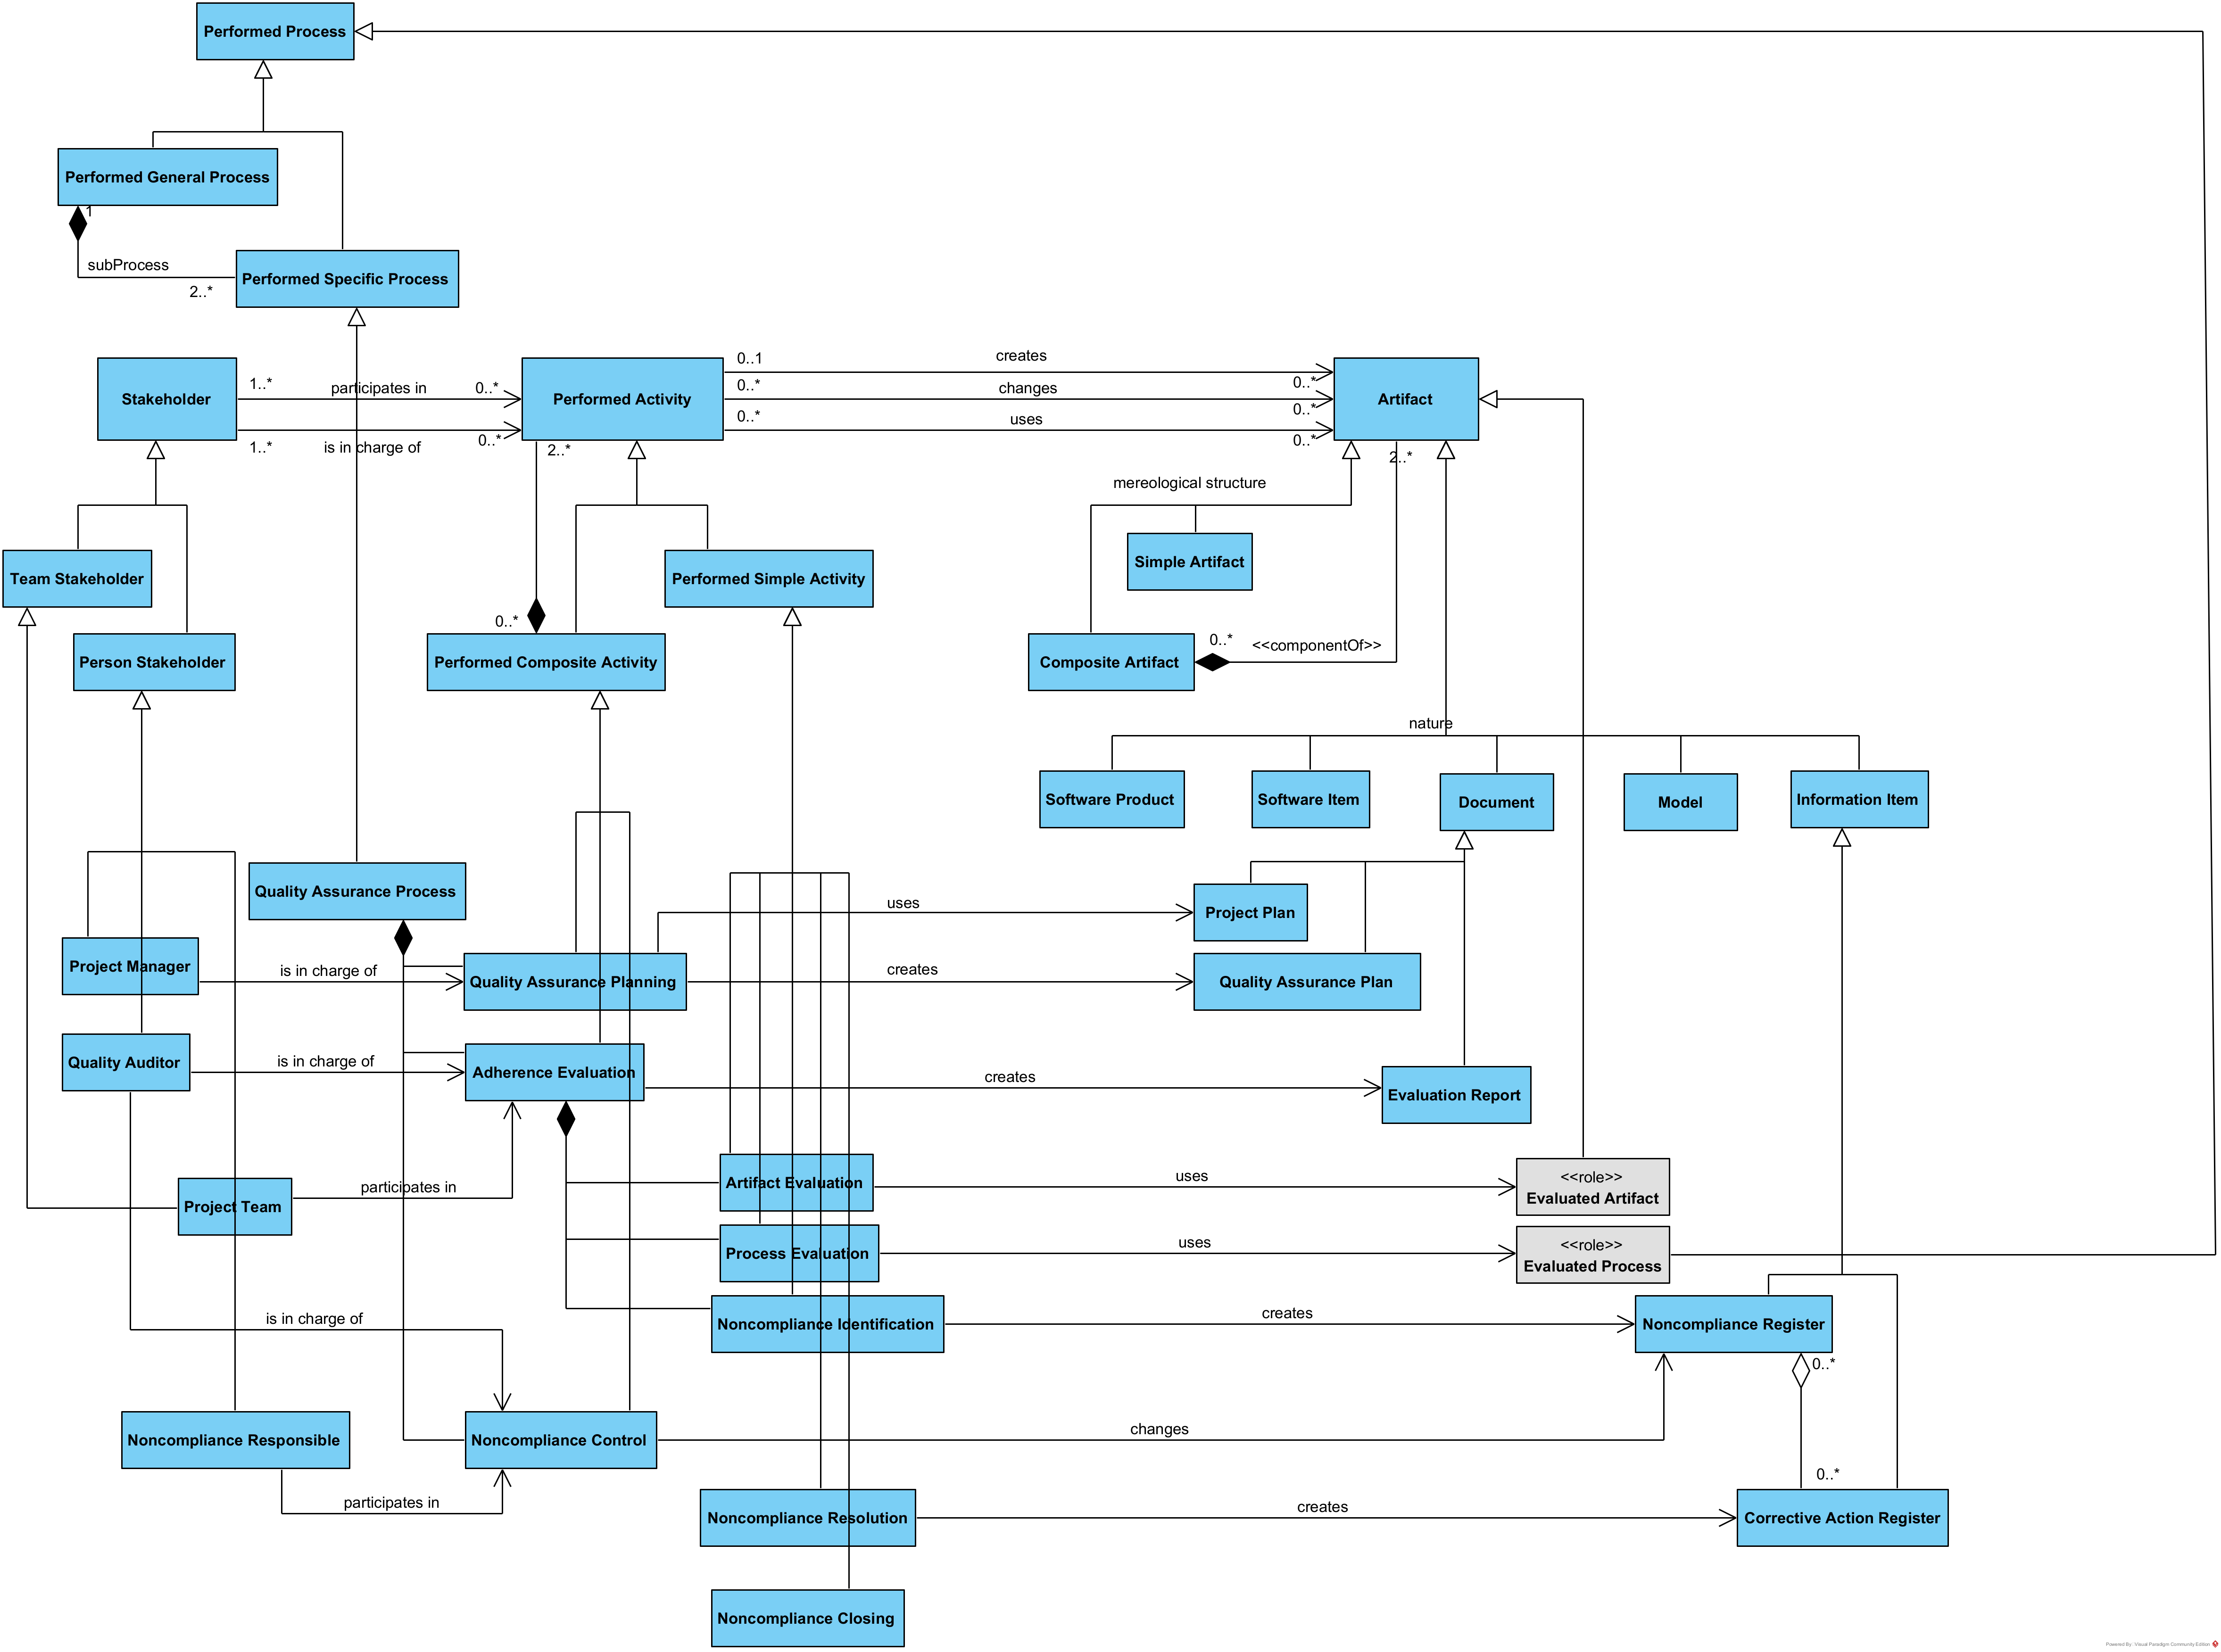 Performed Process
Performed General Process
1
subProcess
2..*
Performed Specific Process
Stakeholder
1..*
participates in
0..*
1..*
is in charge of
0..*
Performed Activity
2..*
0..1
creates
0..*
0..*
changes
0..*
0..*
uses
0..*
Artifact
2..*
mereological structure
Simple Artifact
Team Stakeholder
Performed Simple Activity
0..*
Person Stakeholder
Performed Composite Activity
Composite Artifact
0..*
<<componentOf>>
nature
Software Product
Software Item
Document
Model
Information Item
Quality Assurance Process
uses
Project Plan
Project Manager
is in charge of
Quality Assurance Planning
creates
Quality Assurance Plan
Quality Auditor
is in charge of
Adherence Evaluation
creates
Evaluation Report
Project Team
participates in
Artifact Evaluation
uses
<<role>>
Evaluated Artifact
Process Evaluation
uses
<<role>>
Evaluated Process
is in charge of
Noncompliance Identification
creates
Noncompliance Register
0..*
Noncompliance Responsible
Noncompliance Control
changes
0..*
participates in
Noncompliance Resolution
creates
Corrective Action Register
Noncompliance Closing
Powered By: Visual Paradigm Community Edition